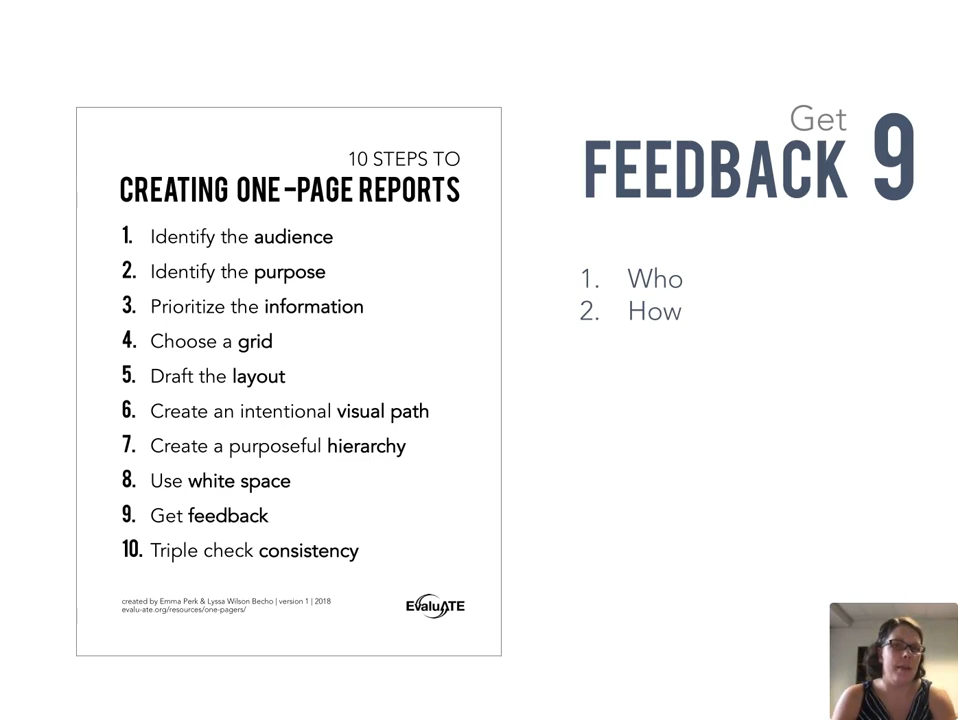 10 STEPS TO
CREATING ONE-PAGE REPORTS
1. Identify the audience
2. Identify the purpose
3. Prioritize the information
4. Choose a grid
5. Draft the layout
6. Create an intentional visual path
7. Create a purposeful hierarchy
8. Use white space
9. Get feedback
10. Triple check consistency
created by Emma Perk & Lyssa Wilson Becho | version 1 | 2018
evalu-ate.org/resources/one-pagers/
EvaluATE
Get
FEEDBACK 9
1. Who
2. How